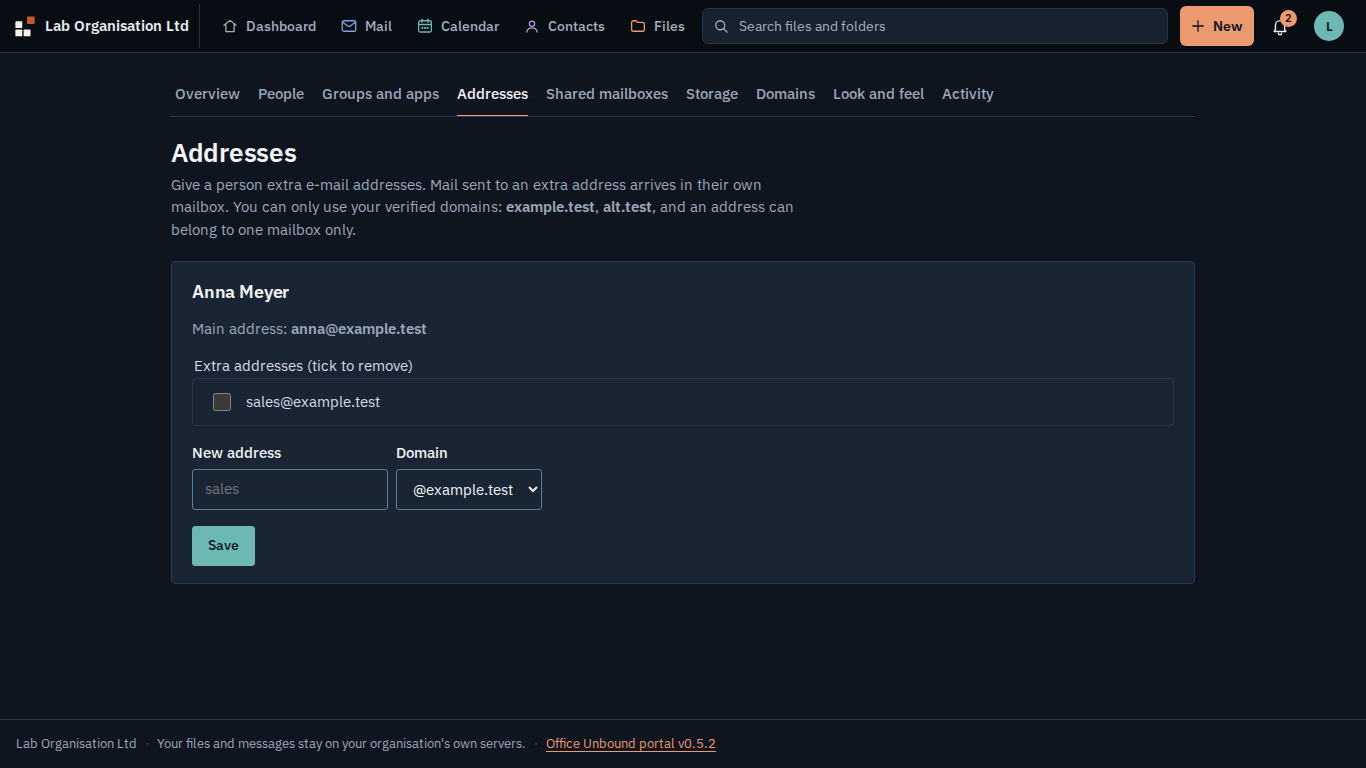 Lab Organisation Ltd
Dashboard
Mail
Calendar
Contacts
Files
Search files and folders
New
2
L
Overview
People
Groups and apps
Addresses
Shared mailboxes
Storage
Domains
Look and feel
Activity
Addresses
Give a person extra e-mail addresses. Mail sent to an extra address arrives in their own
mailbox. You can only use your verified domains: example.test, alt.test, and an address can
belong to one mailbox only.
Anna Meyer
Main address: anna@example.test
Extra addresses (tick to remove)
sales@example.test
New address
Domain
sales
@example.test
Save
Lab Organisation Ltd · Your files and messages stay on your organisation's own servers. · Office Unbound portal v0.5.2